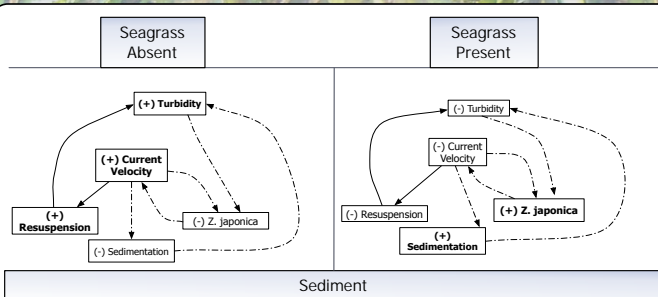 Seagrass
Absent
Seagrass
Present
(+) Turbidity
(+) Current
Velocity
(+)
Resuspension
(-) Z. japonica
(-) Sedimentation
(-) Turbidity
(-) Current
Velocity
(-) Resuspension
(+) Z. japonica
(+)
Sedimentation
Sediment